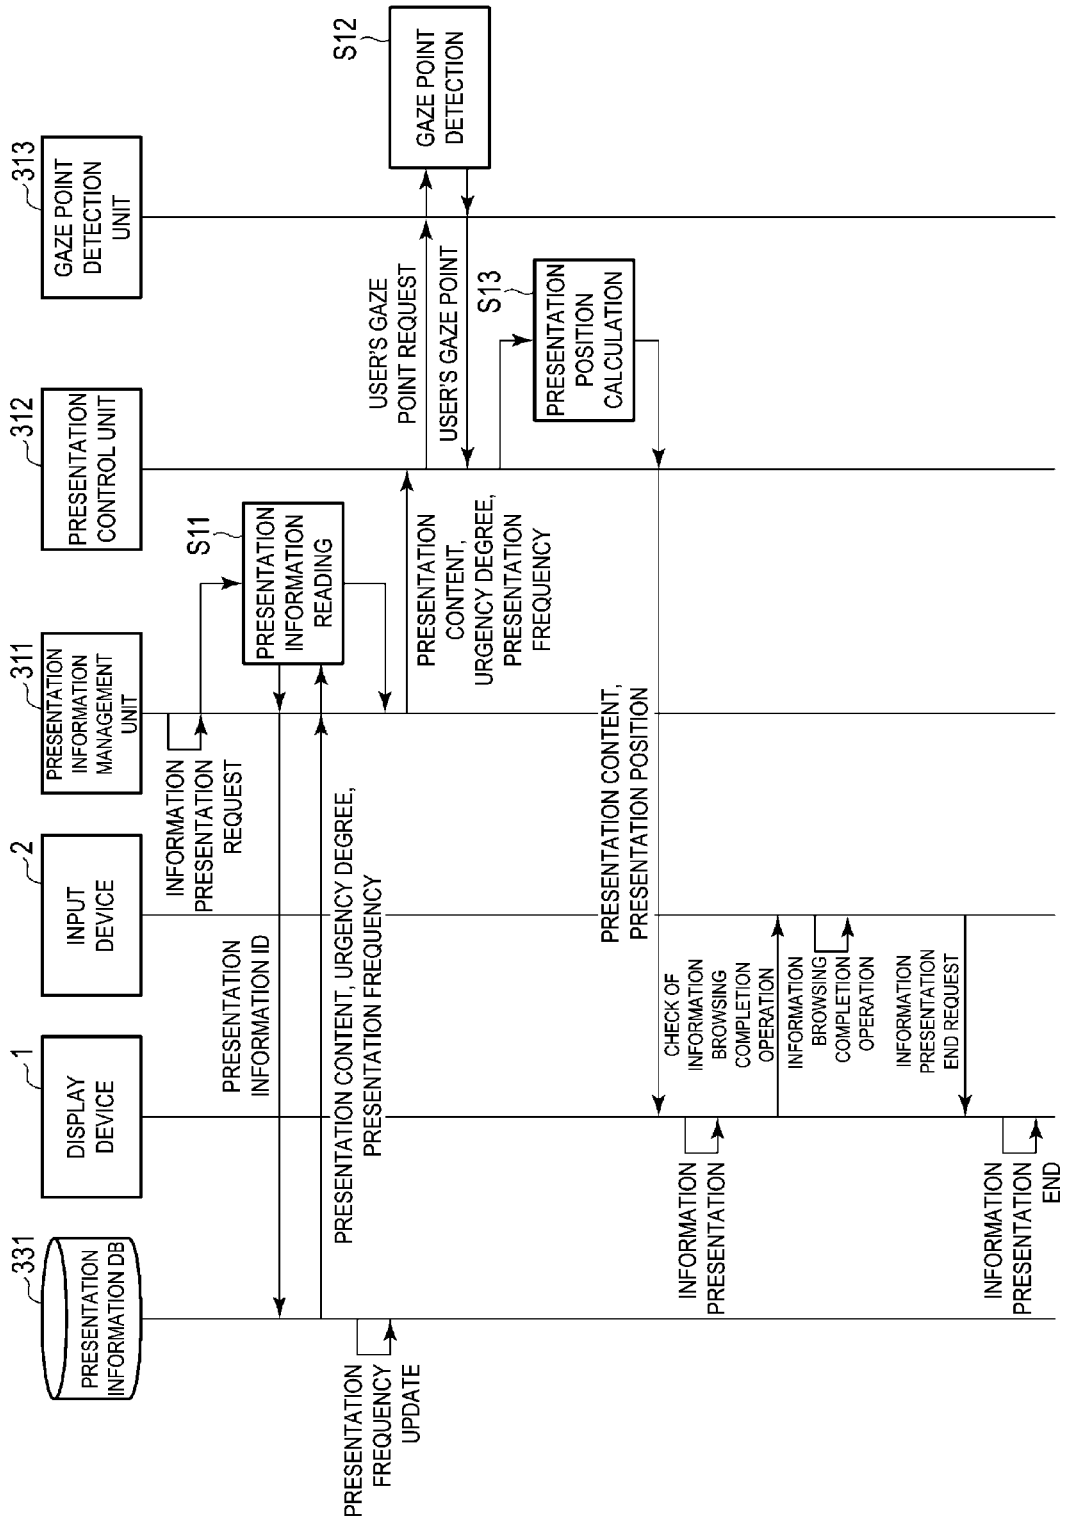 331
PRESENTATION
INFORMATION DB
1
DISPLAY
DEVICE
2
INPUT
DEVICE
311
PRESENTATION
INFORMATION
MANAGEMENT
UNIT
312
PRESENTATION
CONTROL UNIT
313
GAZE POINT
DETECTION
UNIT
INFORMATION
PRESENTATION
REQUEST
S11
PRESENTATION
INFORMATION
READING
PRESENTATION
INFORMATION ID
PRESENTATION CONTENT, URGENCY DEGREE,
PRESENTATION FREQUENCY
PRESENTATION
FREQUENCY
UPDATE
PRESENTATION
CONTENT,
URGENCY DEGREE,
PRESENTATION
FREQUENCY
USER'S GAZE
POINT REQUEST
S12
GAZE POINT
DETECTION
USER'S GAZE POINT
S13
PRESENTATION
POSITION
CALCULATION
PRESENTATION CONTENT,
PRESENTATION POSITION
INFORMATION
PRESENTATION
CHECK OF
INFORMATION
BROWSING
COMPLETION
OPERATION
INFORMATION
BROWSING
COMPLETION
OPERATION
INFORMATION
PRESENTATION
END REQUEST
INFORMATION
PRESENTATION
END